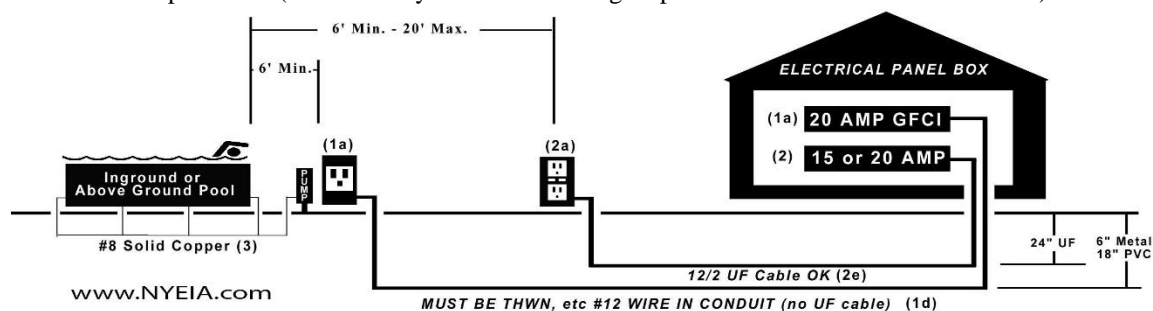 6' Min. - 20' Max.
6' Min.
ELECTRICAL PANEL BOX
(1a) 20 AMP GFCI
(2) 15 or 20 AMP
(1a)
(2a)
PUMP
Inground or
Above Ground Pool
#8 Solid Copper (3)
24" UF
6" Metal
18" PVC
12/2 UF Cable OK (2e)
www.NYEIA.com
MUST BE THWN, etc #12 WIRE IN CONDUIT (no UF cable) (1d)